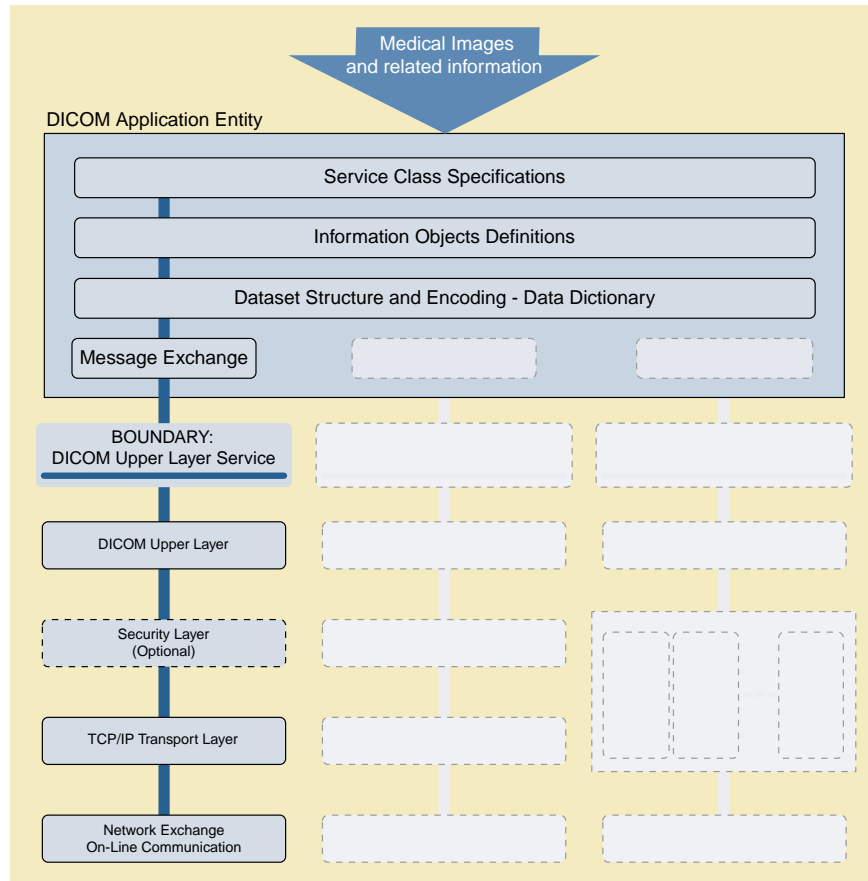 Medical Images
and related information
DICOM Application Entity
Service Class Specifications
Information Objects Definitions
Dataset Structure and Encoding - Data Dictionary
Message Exchange
BOUNDARY:
DICOM Upper Layer Service
DICOM Upper Layer
Security Layer
(Optional)
TCP/IP Transport Layer
Network Exchange
On-Line Communication